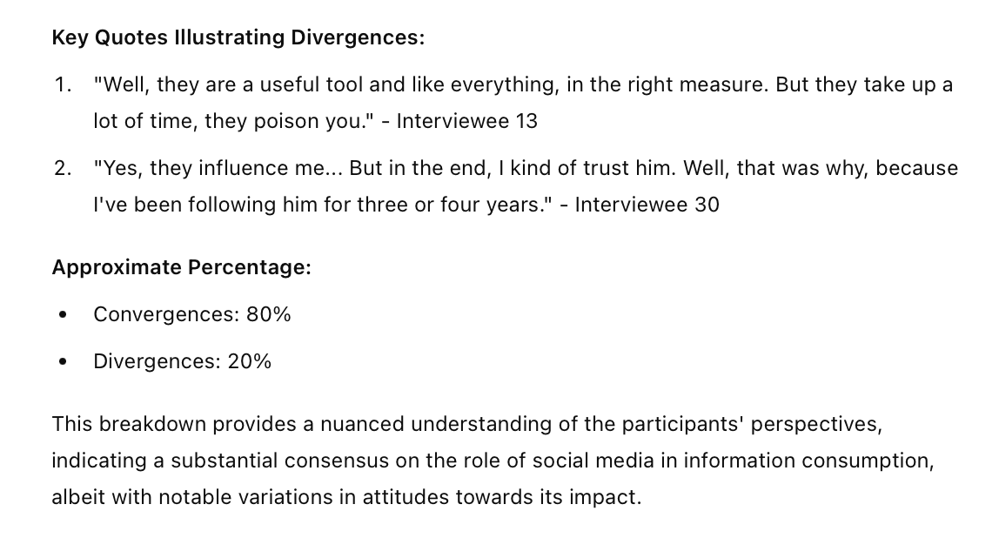 Key Quotes Illustrating Divergences:
1. "Well, they are a useful tool and like everything, in the right measure. But they take up a
lot of time, they poison you." - Interviewee 13
2. "Yes, they influence me... But in the end, I kind of trust him. Well, that was why, because
I've been following him for three or four years." - Interviewee 30
Approximate Percentage:
• Convergences: 80%
• Divergences: 20%
This breakdown provides a nuanced understanding of the participants' perspectives,
indicating a substantial consensus on the role of social media in information consumption,
albeit with notable variations in attitudes towards its impact.